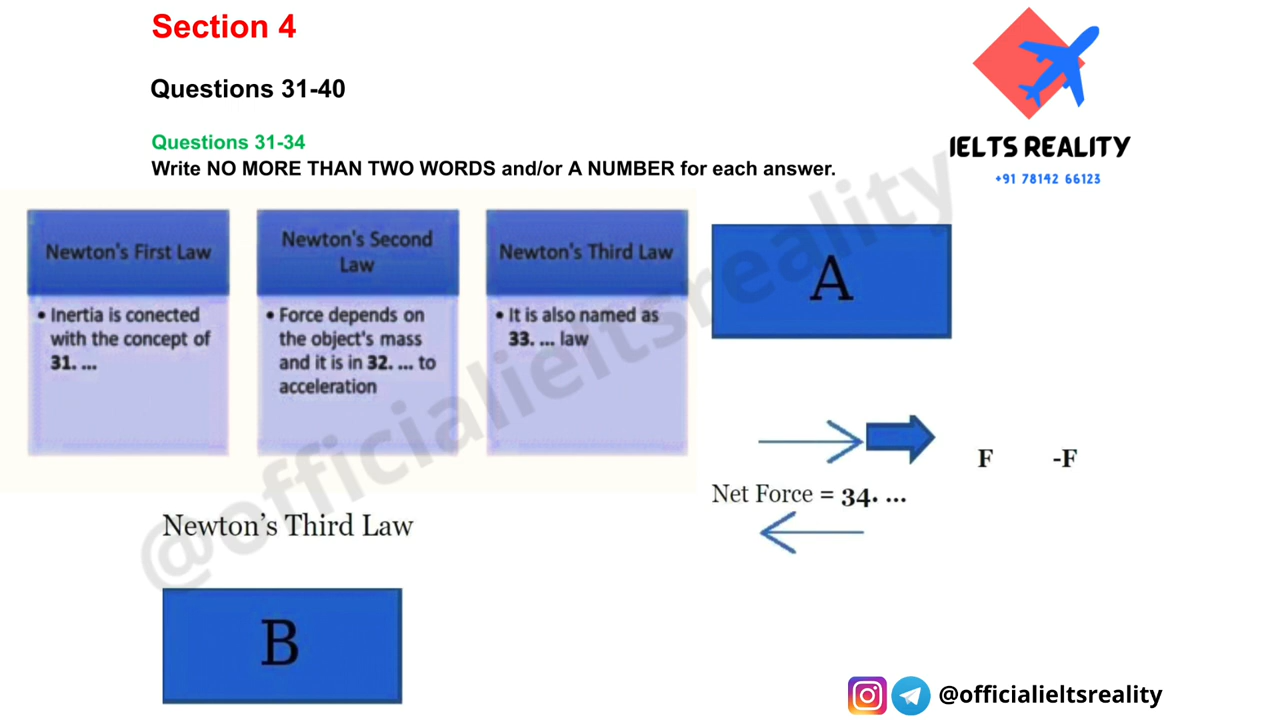 Section 4
IELTS REALITY
+91 78142 66123
Questions 31-40
Questions 31-34
Write NO MORE THAN TWO WORDS and/or A NUMBER for each answer.
Newton's First Law
• Inertia is conected
with the concept of
31. ...
Newton's Second
Law
• Force depends on
the object's mass
and it is in 32. ... to
acceleration
Newton's Third Law
• It is also named as
33. ... law
A
F -F
Net Force = 34. ...
Newton's Third Law
B
@officialieltsreality
@officialieltsreality